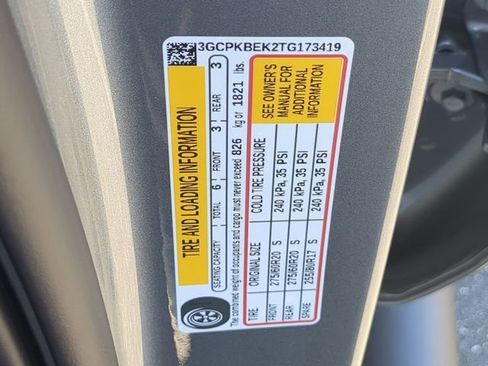 3GCPKBEK2TG173419
TIRE AND LOADING INFORMATION
SEATING CAPACITY TOTAL 6 FRONT 3 REAR 3
The combined weight of occupants and cargo must never exceed 826 kg or 1821 lbs.
TIRE ORIGINAL SIZE COLD TIRE PRESSURE
FRONT 275/60R20 S 240 kPa, 35 PSI
REAR 275/60R20 S 240 kPa, 35 PSI
SPARE 255/80R17 S 240 kPa, 35 PSI
SEE OWNER'S
MANUAL FOR
ADDITIONAL
INFORMATION